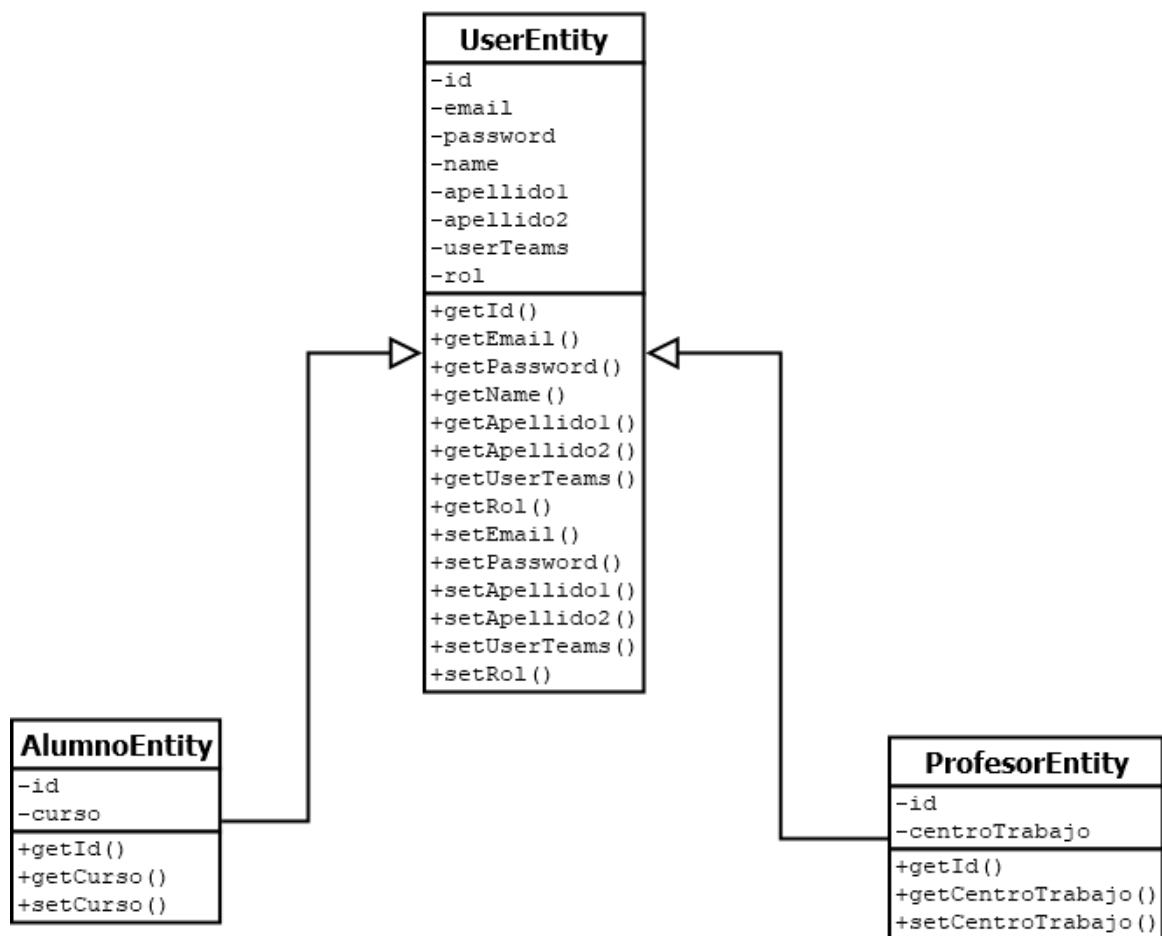 UserEntity
-id
-email
-password
-name
-apellido1
-apellido2
-userTeams
-rol
+getId()
+getEmail()
+getPassword()
+getName()
+getApellido1()
+getApellido2()
+getUserTeams()
+getRol()
+setEmail()
+setPassword()
+setApellido1()
+setApellido2()
+setUserTeams()
+setRol()
AlumnoEntity
-id
-curso
+getId()
+getCurso()
+setCurso()
ProfesorEntity
-id
-centroTrabajo
+getId()
+getCentroTrabajo()
+setCentroTrabajo()